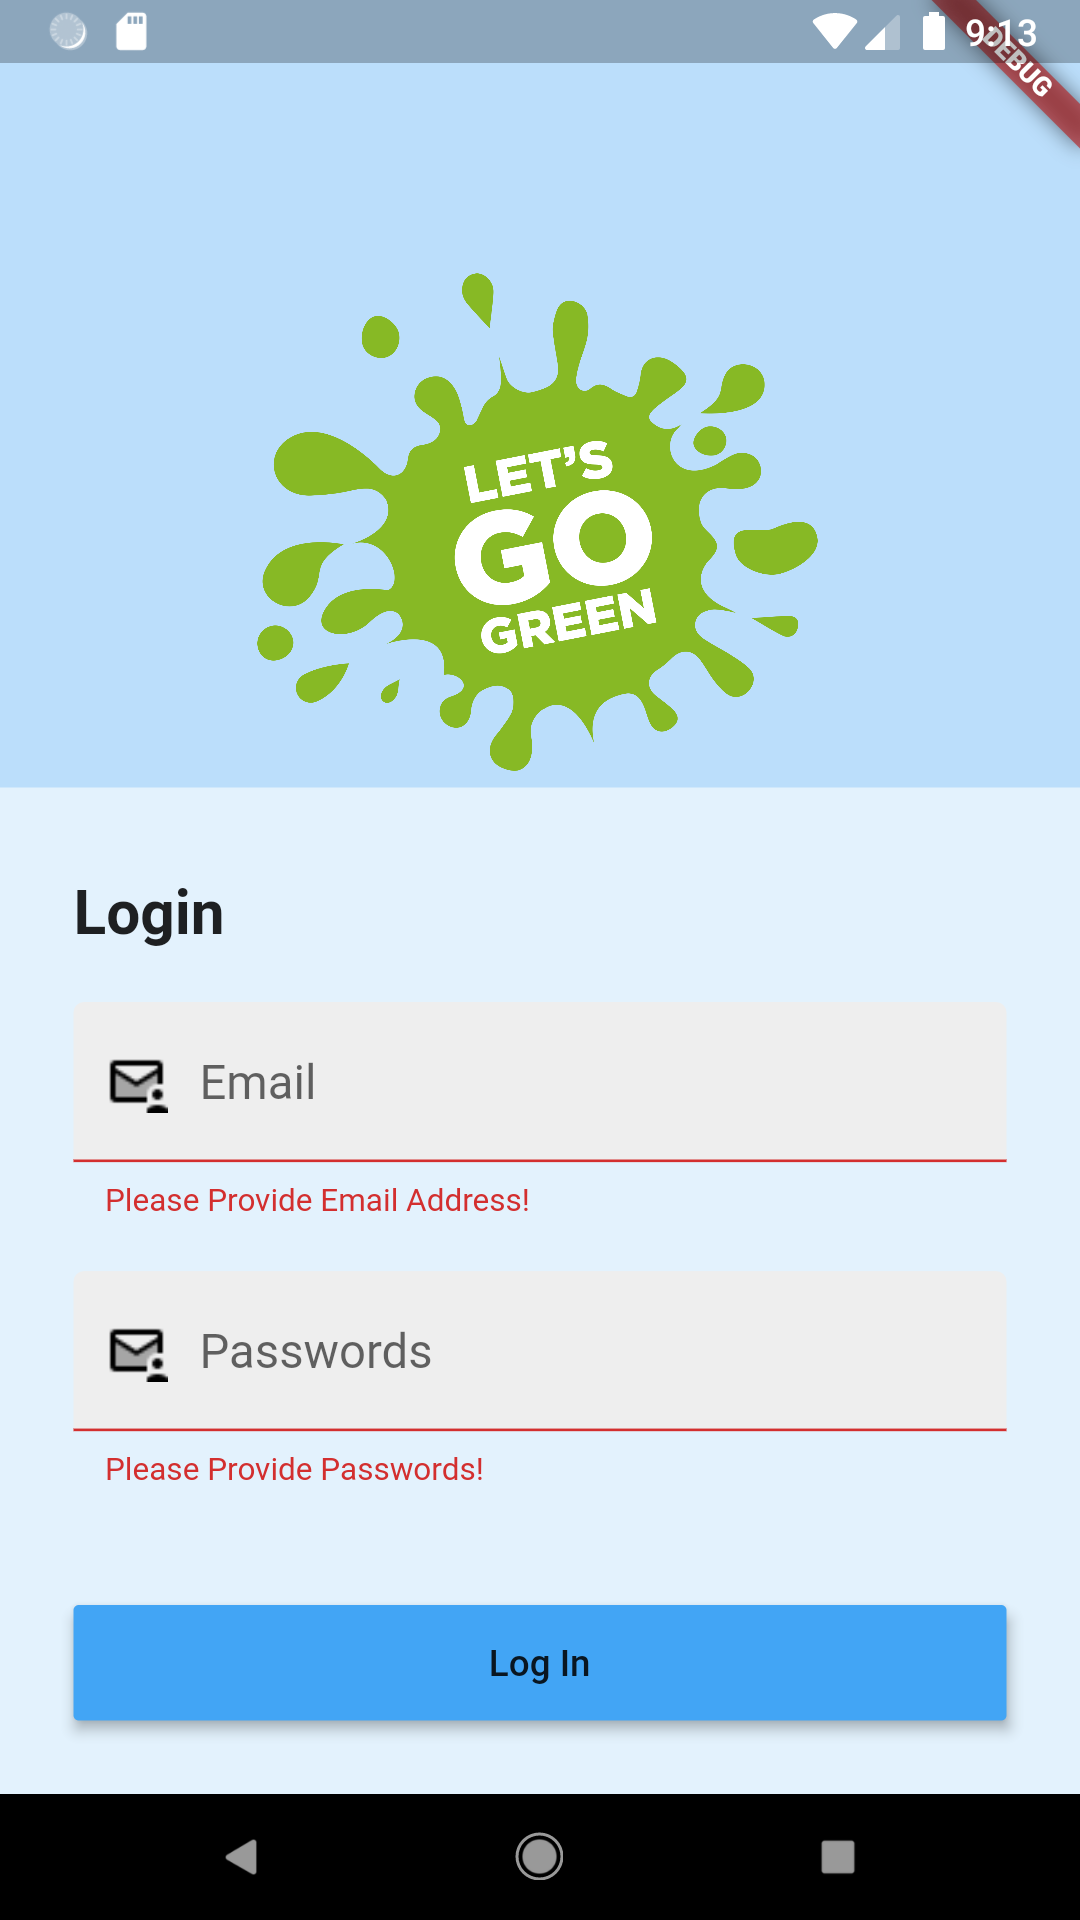 9:13
DEBUG
LET'S
GO
GREEN
Login
Email
Please Provide Email Address!
Passwords
Please Provide Passwords!
Log In